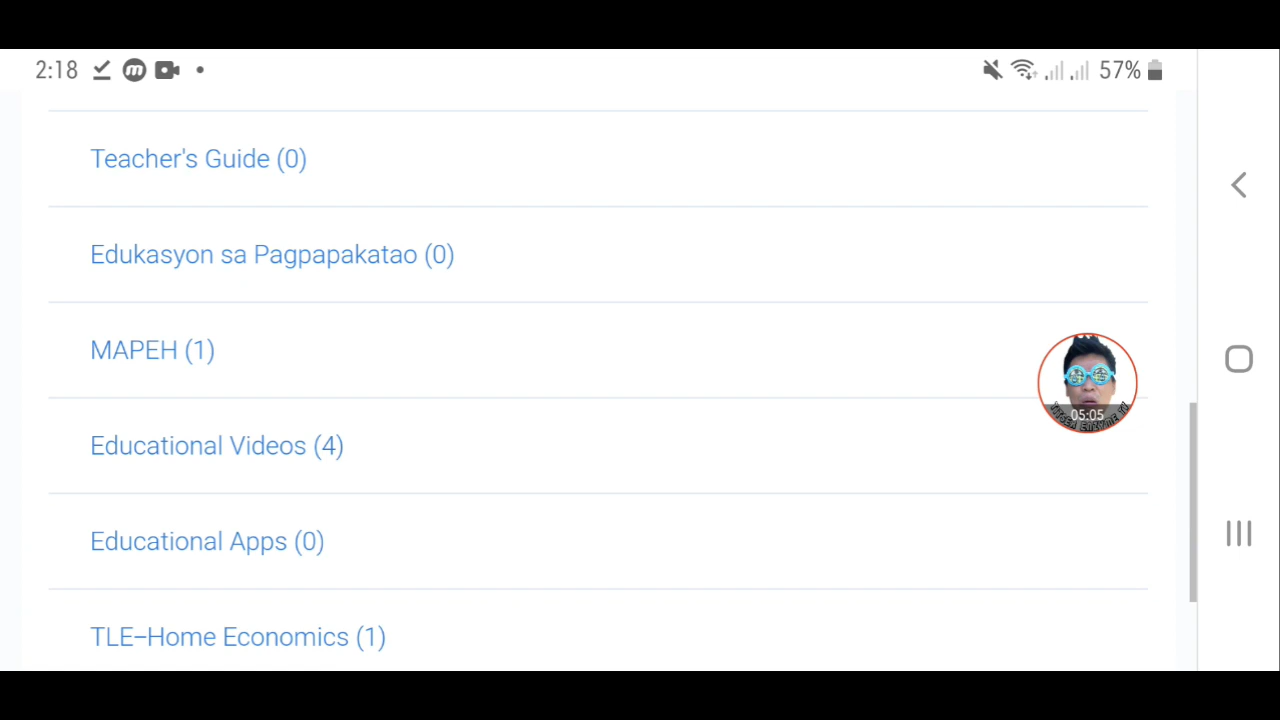 2:18
57%
Teacher's Guide (0)
Edukasyon sa Pagpapakatao (0)
MAPEH (1)
05:05
Educational Videos (4)
Educational Apps (0)
TLE–Home Economics (1)